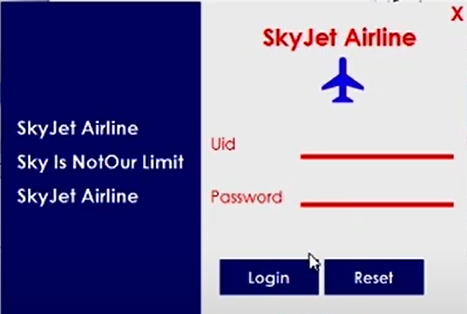 X
SkyJet Airline
SkyJet Airline
Sky Is NotOur Limit
SkyJet Airline
Uid
Password
Login
Reset